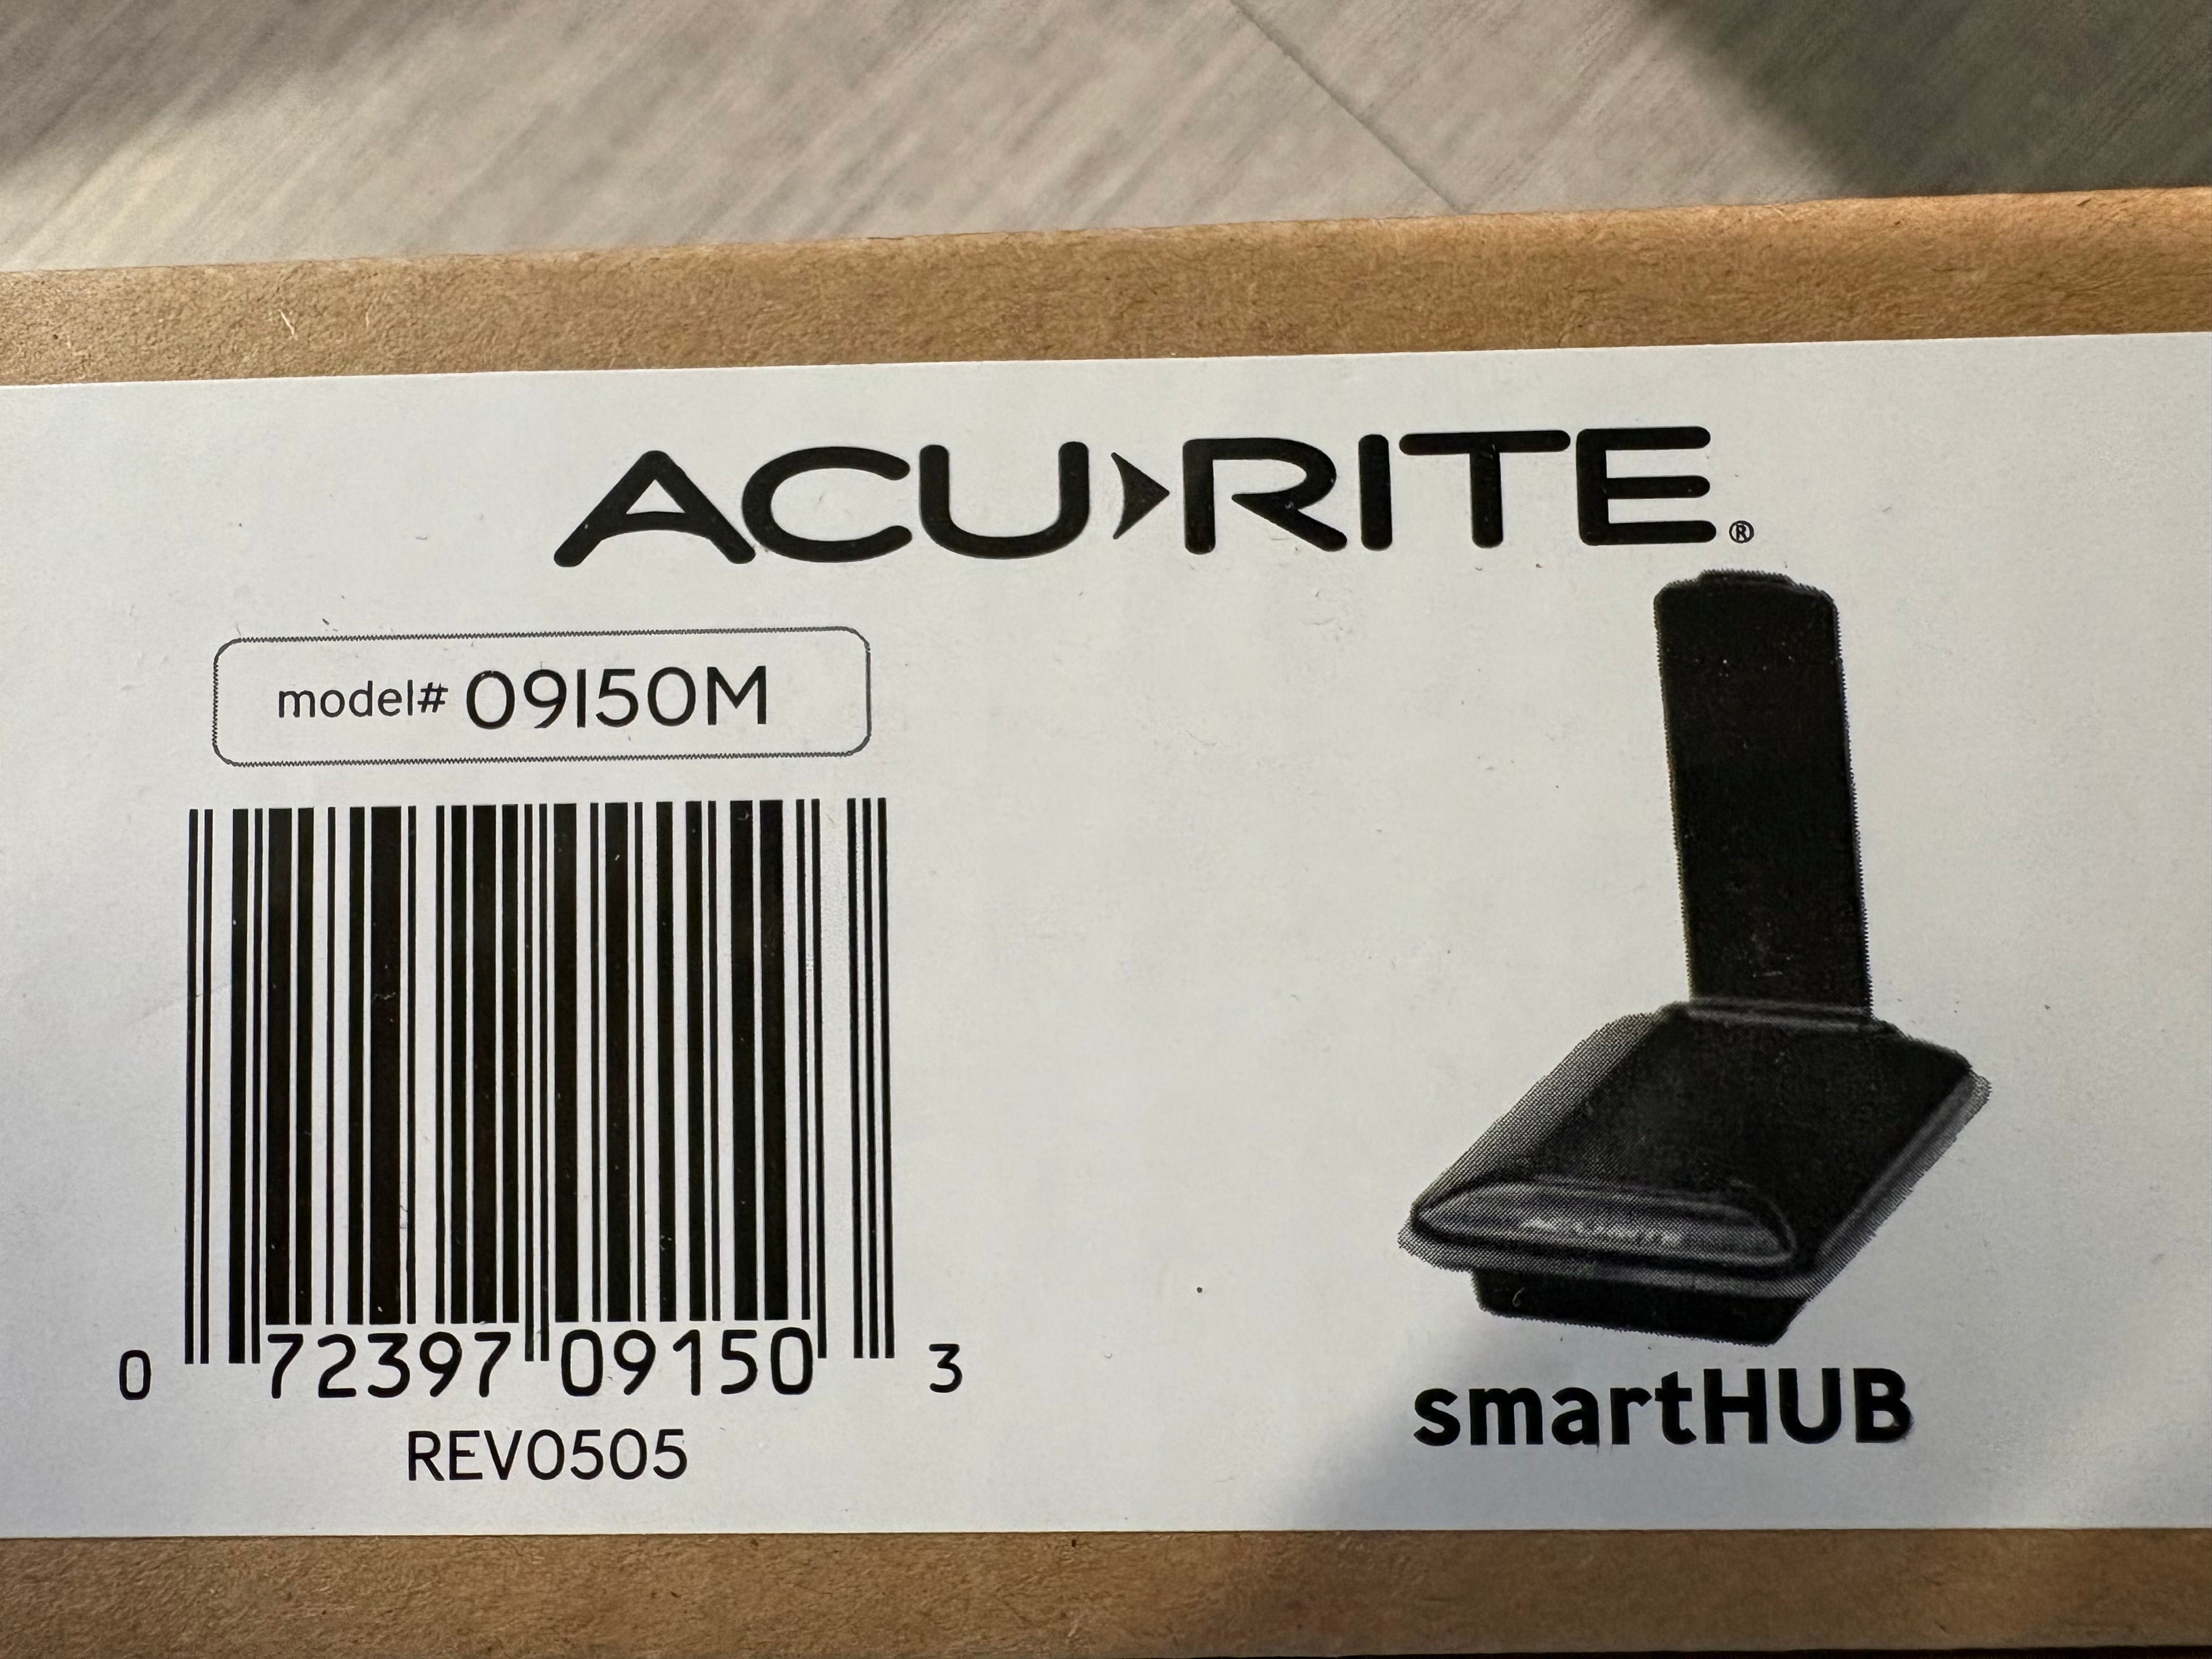 ACU>RITE®
model# 09150M
0 72397 09150 3
REV0505
smartHUB